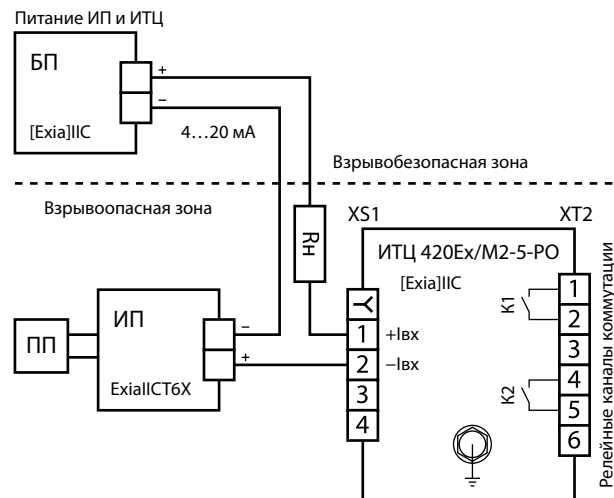 Питание ИП и ИТЦ
БП
+
–
[Exia]IIC
4…20 мА
Взрывобезопасная зона
Взрывоопасная зона
XS1
XT2
Rн
ИТЦ 420Ex/М2-5-РО
[Exia]IIC
ПП
ИП
–
+
ExiaIICT6X
1
+Iвх
2
–Iвх
3
4
K1
K2
1
2
3
4
5
6
Релейные каналы коммутации